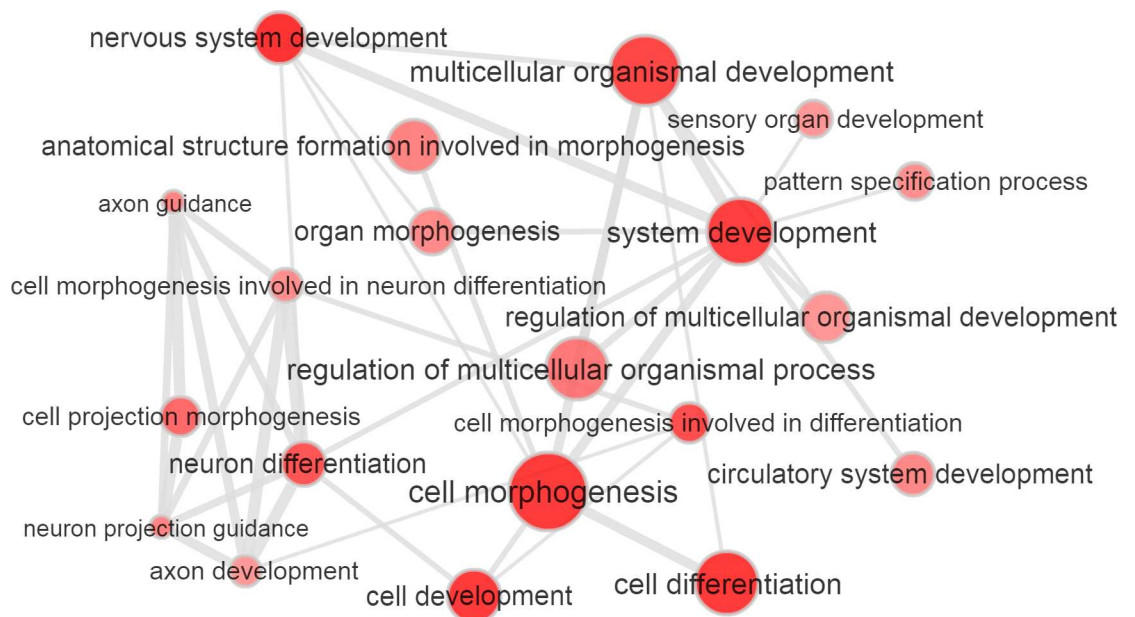 nervous system development
multicellular organismal development
sensory organ development
anatomical structure formation involved in morphogenesis
pattern specification process
axon guidance
organ morphogenesis
system development
cell morphogenesis involved in neuron differentiation
regulation of multicellular organismal development
regulation of multicellular organismal process
cell projection morphogenesis
cell morphogenesis involved in differentiation
neuron differentiation
circulatory system development
cell morphogenesis
neuron projection guidance
axon development
cell development
cell differentiation